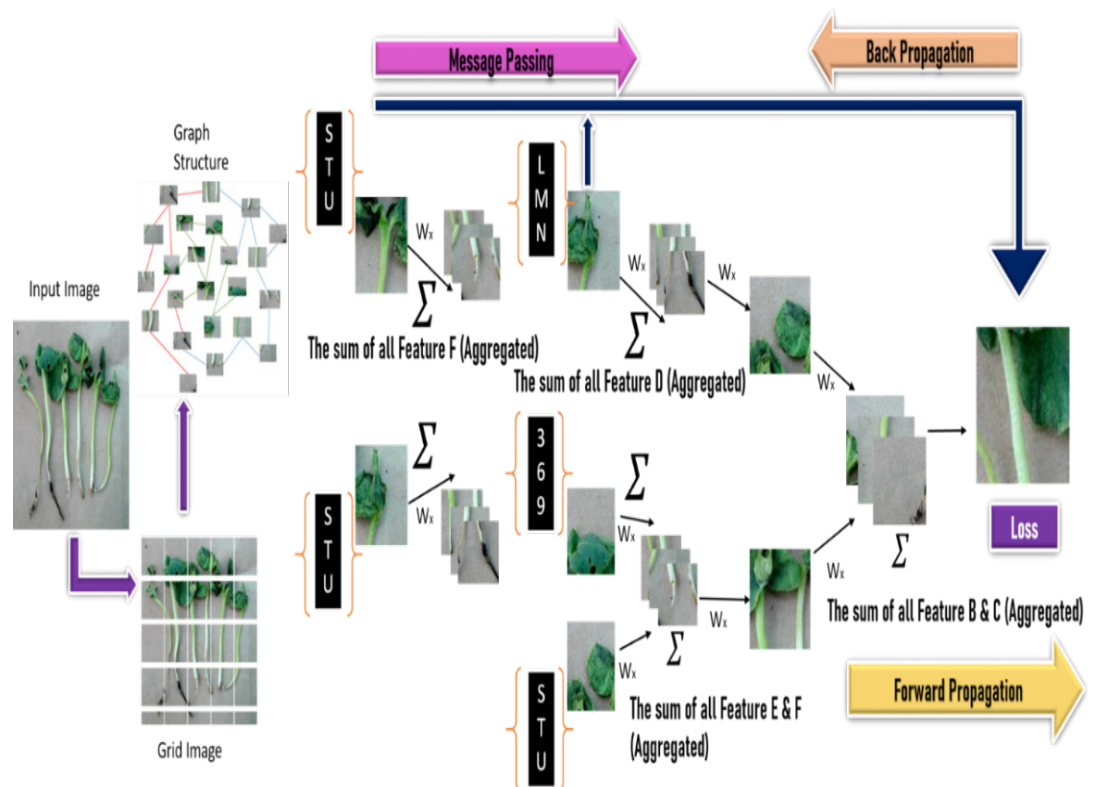 Message Passing
Back Propagation
Graph
Structure
S
T
U
L
M
N
Wx
Σ
Wx
Wx
Σ
Input Image
The sum of all Feature F (Aggregated)
The sum of all Feature D (Aggregated)
Wx
Σ
Wx
S
T
U
3
6
9
Σ
Wx
Wx
Σ
Wx
Wx
Σ
Loss
The sum of all Feature B & C (Aggregated)
S
T
U
The sum of all Feature E & F
(Aggregated)
Forward Propagation
Grid Image